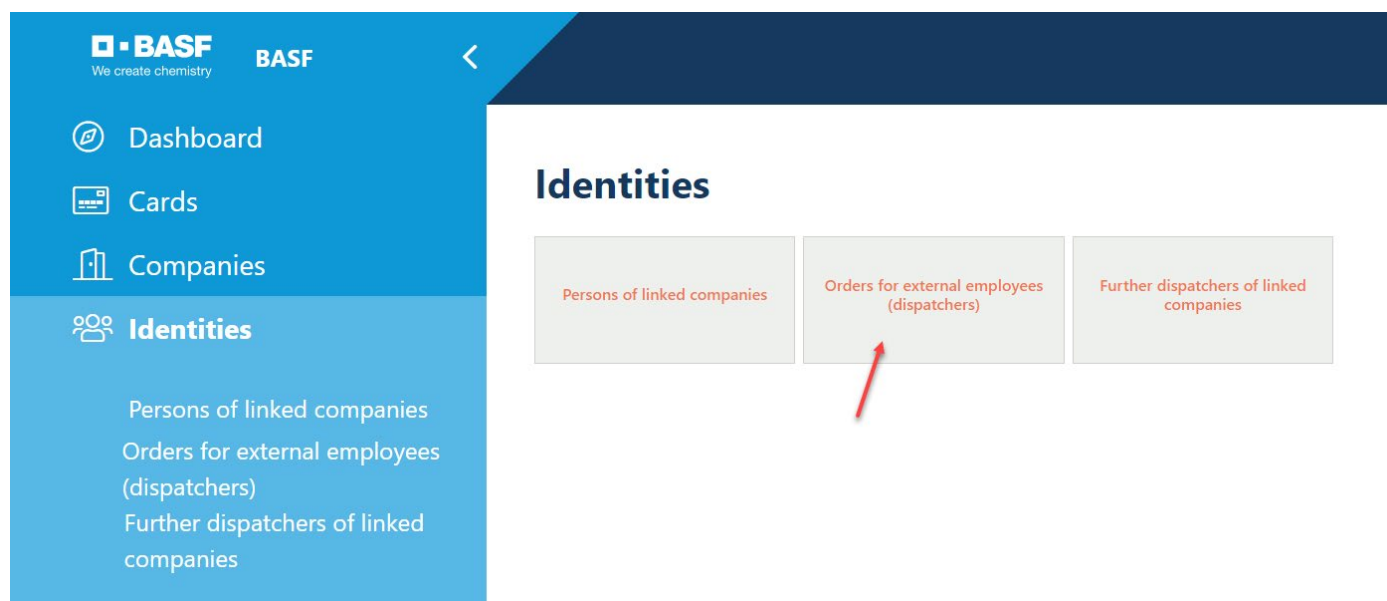 BASF
We create chemistry
BASF
Dashboard
Cards
Companies
Identities
Persons of linked companies
Orders for external employees
(dispatchers)
Further dispatchers of linked
companies
Identities
Persons of linked companies
Orders for external employees
(dispatchers)
Further dispatchers of linked
companies